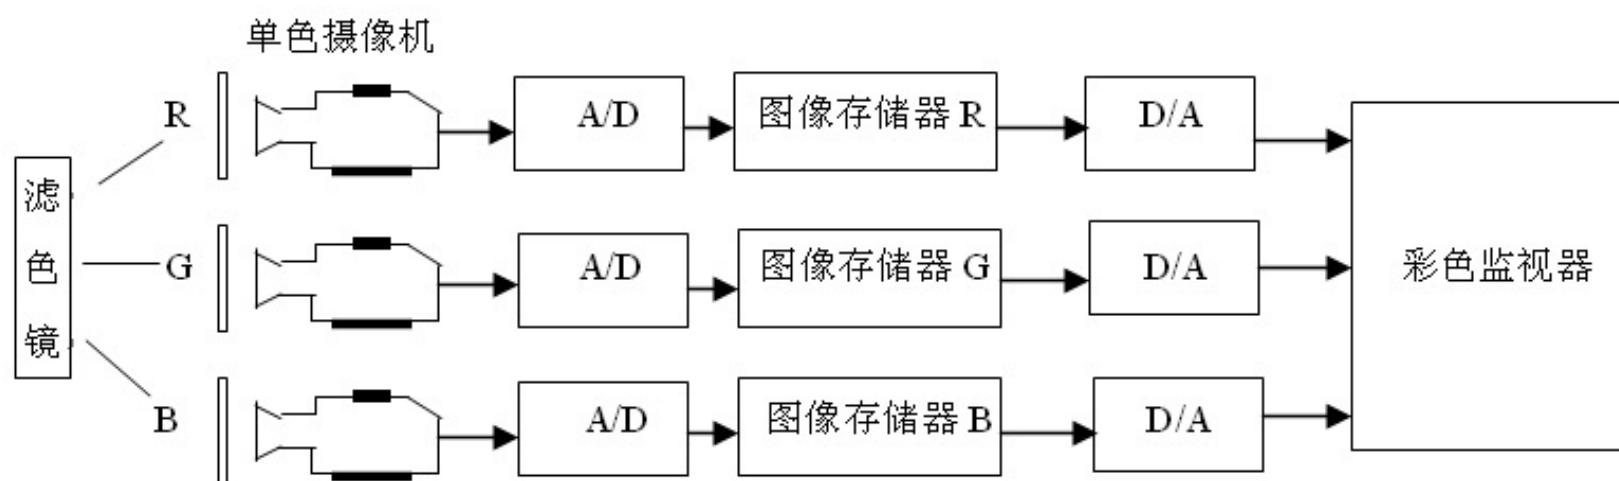 单色摄像机
R
A/D
图像存储器 R
D/A
滤色镜
G
A/D
图像存储器 G
D/A
彩色监视器
B
A/D
图像存储器 B
D/A